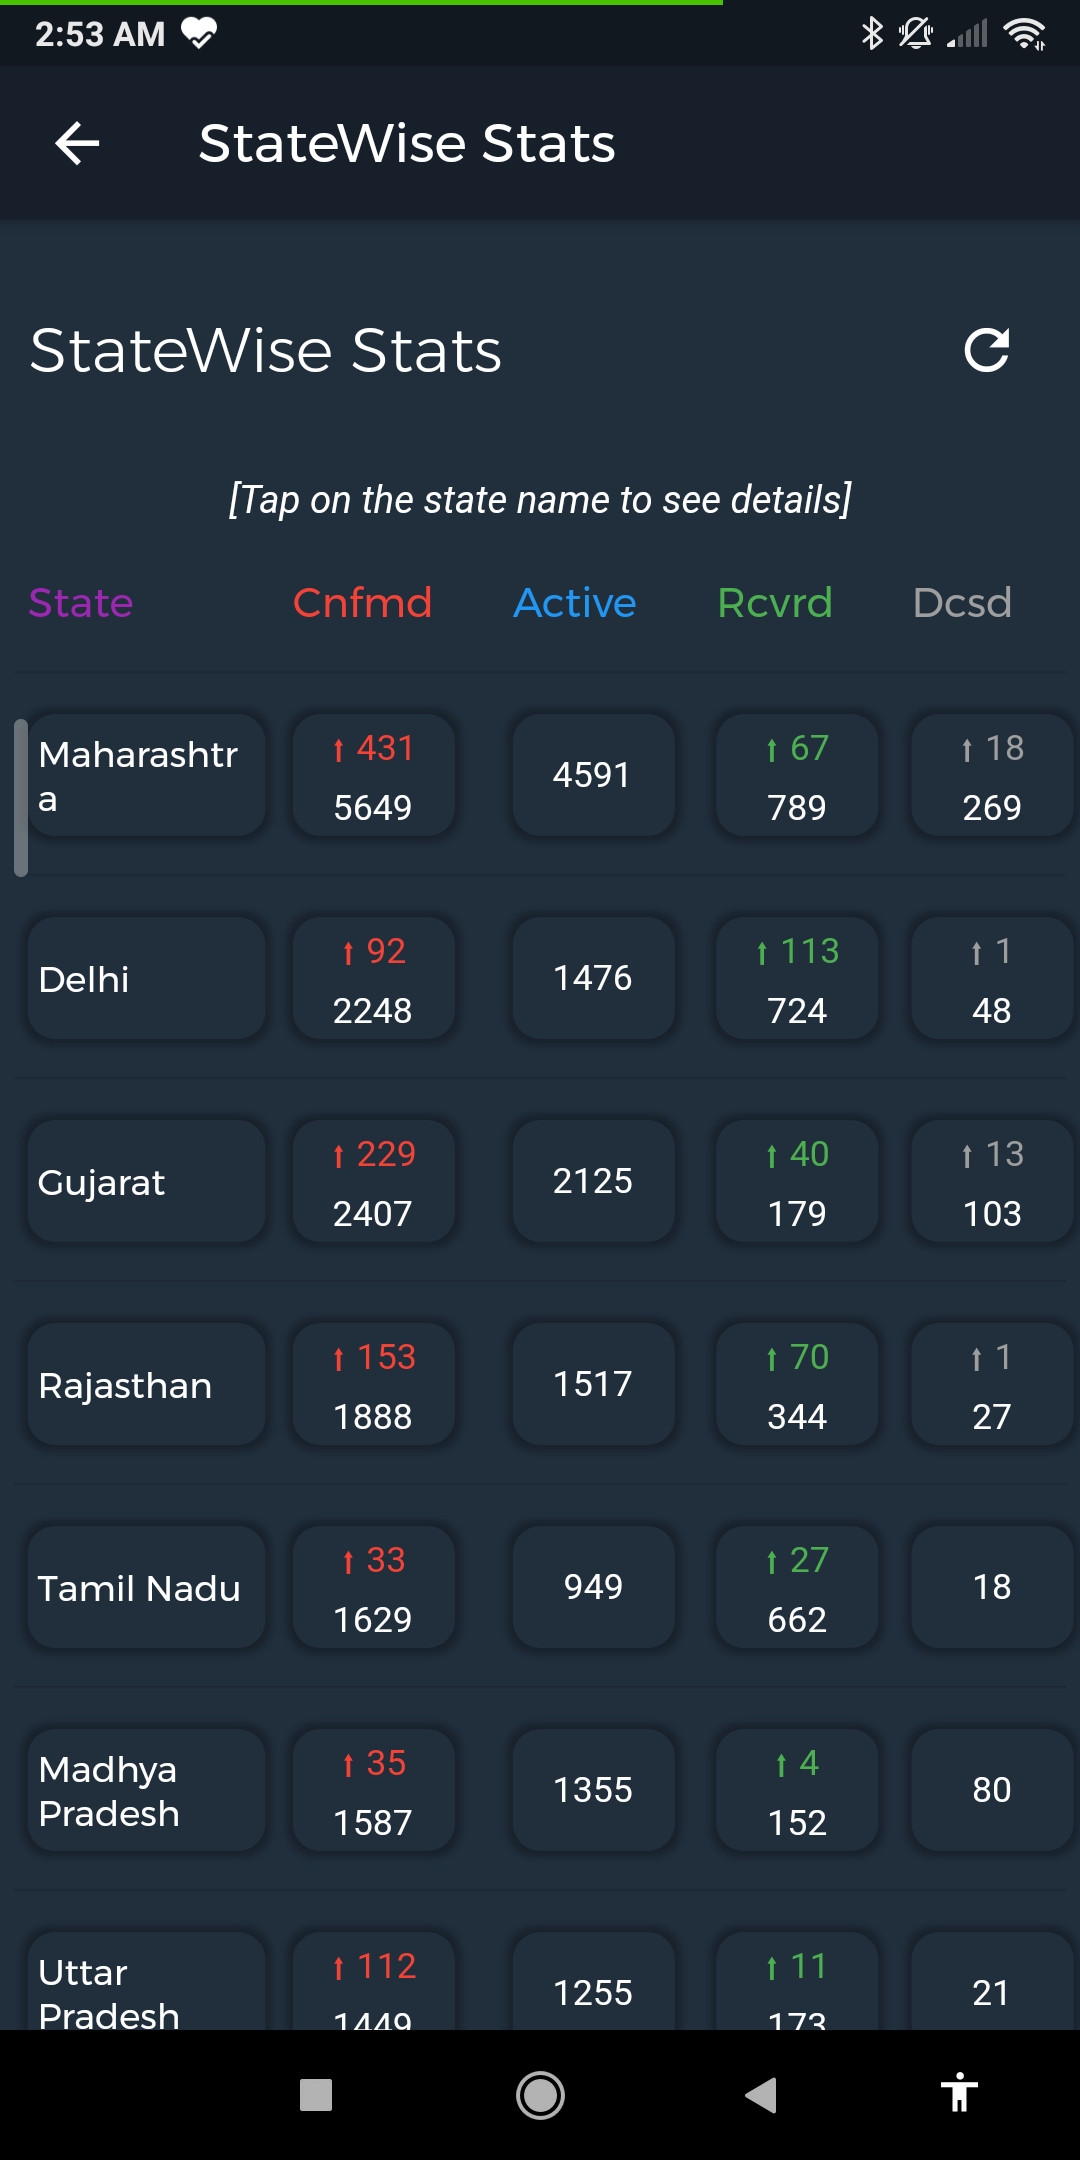 2:53 AM
StateWise Stats
StateWise Stats
[Tap on the state name to see details]
State Cnfmd Active Rcvrd Dcsd
Maharashtr
a
431 67 18
5649 4591 789 269
92 113 1
Delhi 2248 1476 724 48
229 40 13
Gujarat 2407 2125 179 103
153 70 1
Rajasthan 1888 1517 344 27
33 27
Tamil Nadu 1629 949 662 18
Madhya
Pradesh
35 4
1587 1355 152 80
Uttar
Pradesh
112 11
1449 1255 173 21